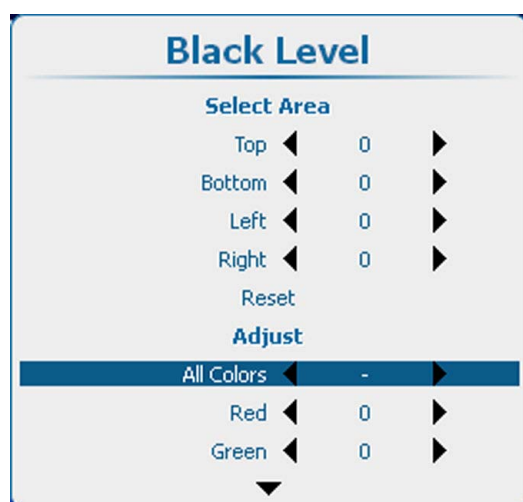 Black Level
Select Area
Top 0
Bottom 0
Left 0
Right 0
Reset
Adjust
All Colors -
Red 0
Green 0